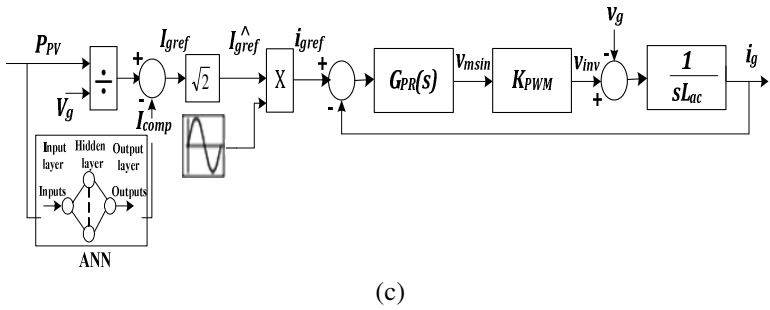 P_PV
÷
V_g
+
-
I_gref
I_comp
√2
I_gref^
X
i_gref
+
-
G_PR(s)
v_msin
K_PWM
v_inv
v_g
-
+
1
sL_ac
i_g
Input layer
Hidden layer
Output layer
Inputs
Outputs
ANN
(c)